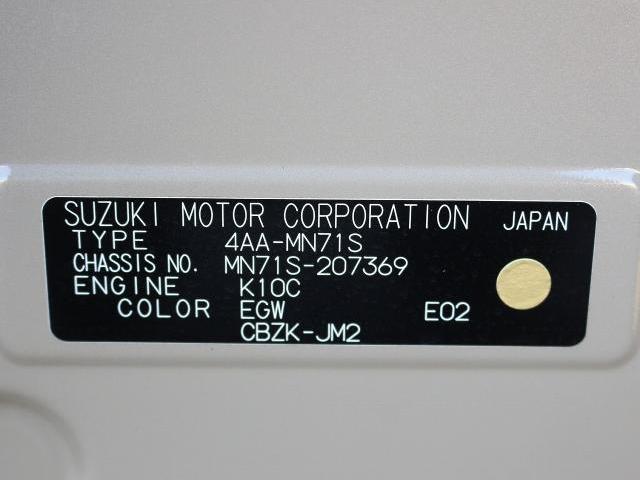 SUZUKI MOTOR CORPORATION JAPAN
TYPE 4AA-MN71S
CHASSIS NO. MN71S-207369
ENGINE K10C
COLOR EGW E02
CBZK-JM2